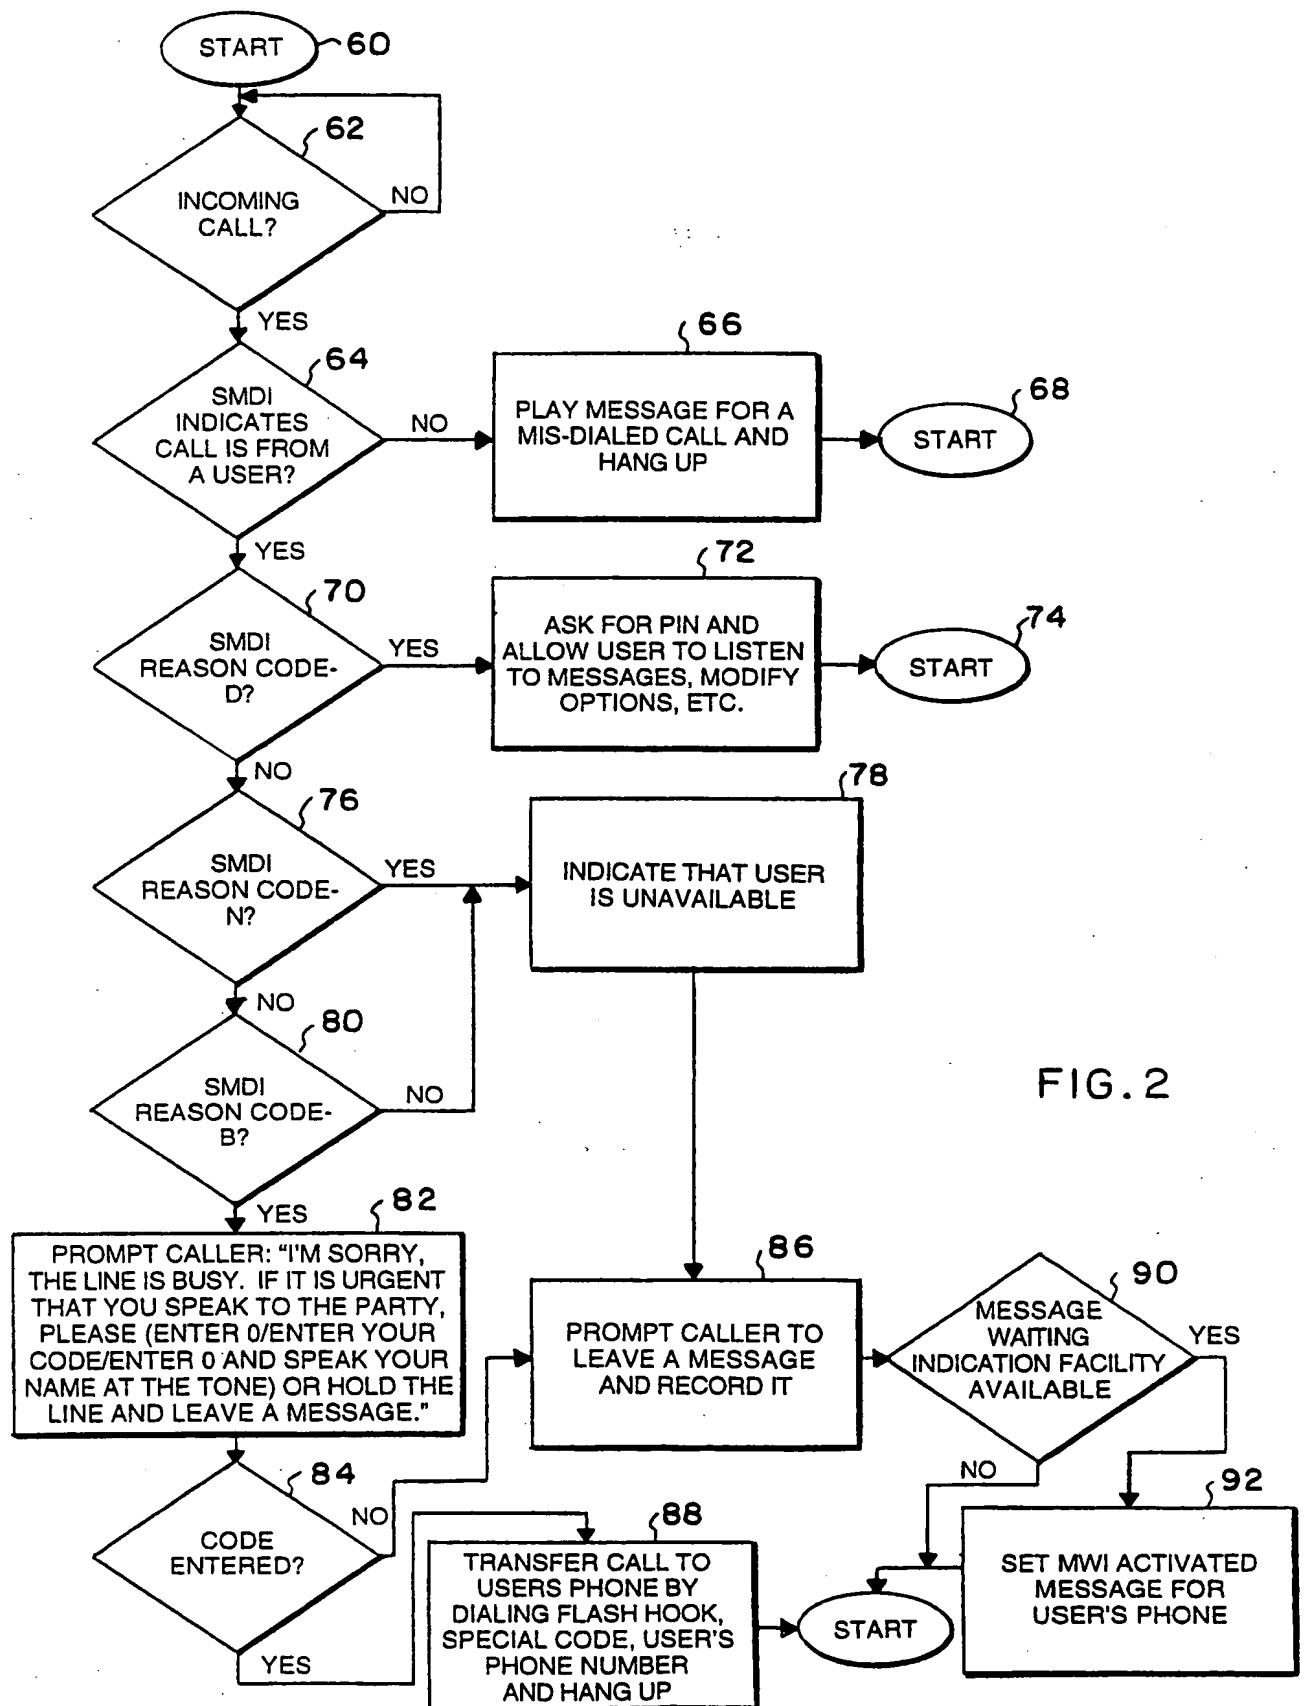 START
60
62
INCOMING
CALL?
NO
YES
64
SMDI
INDICATES
CALL IS FROM
A USER?
NO
66
PLAY MESSAGE FOR A
MIS-DIALED CALL AND
HANG UP
68
START
YES
70
SMDI
REASON CODE-
D?
YES
72
ASK FOR PIN AND
ALLOW USER TO LISTEN
TO MESSAGES, MODIFY
OPTIONS, ETC.
74
START
NO
76
SMDI
REASON CODE-
N?
YES
78
INDICATE THAT USER
IS UNAVAILABLE
NO
80
SMDI
REASON CODE-
B?
NO
FIG. 2
YES
82
PROMPT CALLER: "I'M SORRY,
THE LINE IS BUSY. IF IT IS URGENT
THAT YOU SPEAK TO THE PARTY,
PLEASE (ENTER 0/ENTER YOUR
CODE/ENTER 0 AND SPEAK YOUR
NAME AT THE TONE) OR HOLD THE
LINE AND LEAVE A MESSAGE."
86
PROMPT CALLER TO
LEAVE A MESSAGE
AND RECORD IT
90
MESSAGE
WAITING
INDICATION FACILITY
AVAILABLE
YES
NO
84
CODE
ENTERED?
NO
YES
88
TRANSFER CALL TO
USERS PHONE BY
DIALING FLASH HOOK,
SPECIAL CODE, USER'S
PHONE NUMBER
AND HANG UP
START
92
SET MWI ACTIVATED
MESSAGE FOR
USER'S PHONE